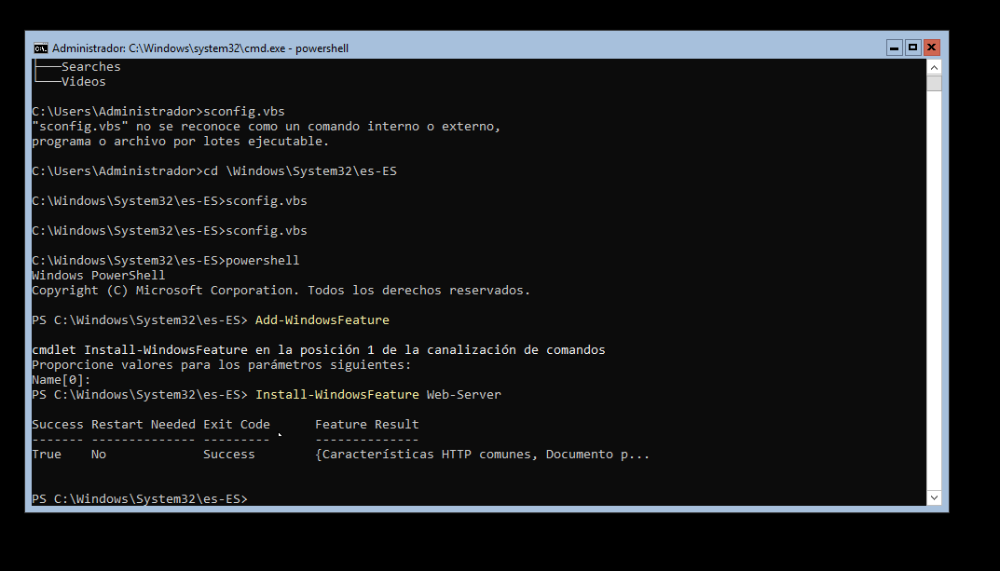 Administrador: C:\Windows\system32\cmd.exe - powershell
├───Searches
└───Videos
C:\Users\Administrador>sconfig.vbs
"sconfig.vbs" no se reconoce como un comando interno o externo,
programa o archivo por lotes ejecutable.
C:\Users\Administrador>cd \Windows\System32\es-ES
C:\Windows\System32\es-ES>sconfig.vbs
C:\Windows\System32\es-ES>sconfig.vbs
C:\Windows\System32\es-ES>powershell
Windows PowerShell
Copyright (C) Microsoft Corporation. Todos los derechos reservados.
PS C:\Windows\System32\es-ES> Add-WindowsFeature
cmdlet Install-WindowsFeature en la posición 1 de la canalización de comandos
Proporcione valores para los parámetros siguientes:
Name[0]:
PS C:\Windows\System32\es-ES> Install-WindowsFeature Web-Server
Success Restart Needed Exit Code      Feature Result
------- -------------- ---------      --------------
True    No             Success        {Características HTTP comunes, Documento p...
PS C:\Windows\System32\es-ES>